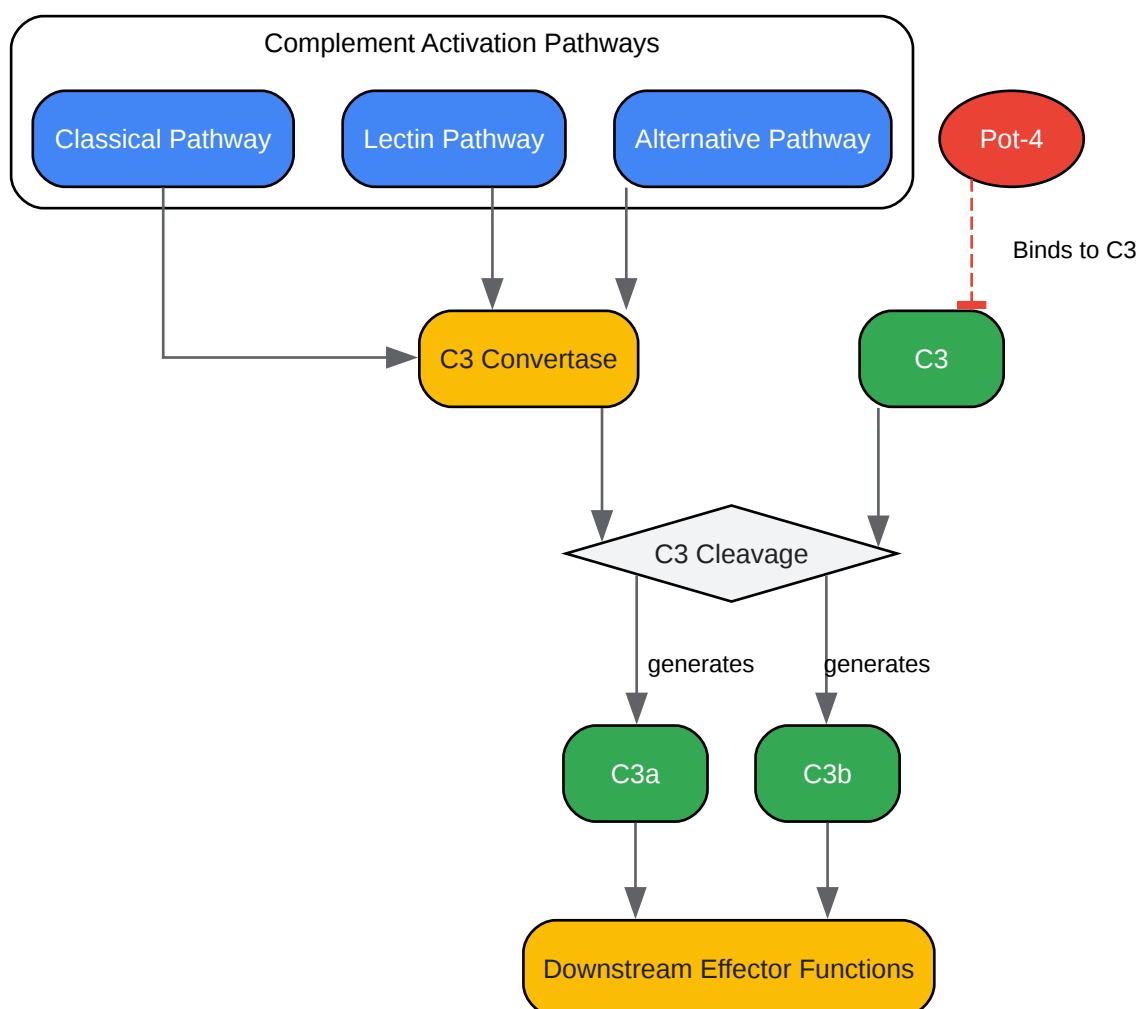 Complement Activation Pathways
Classical Pathway
Lectin Pathway
Alternative Pathway
Pot-4
Binds to C3
C3 Convertase
C3
C3 Cleavage
generates
generates
C3a
C3b
Downstream Effector Functions